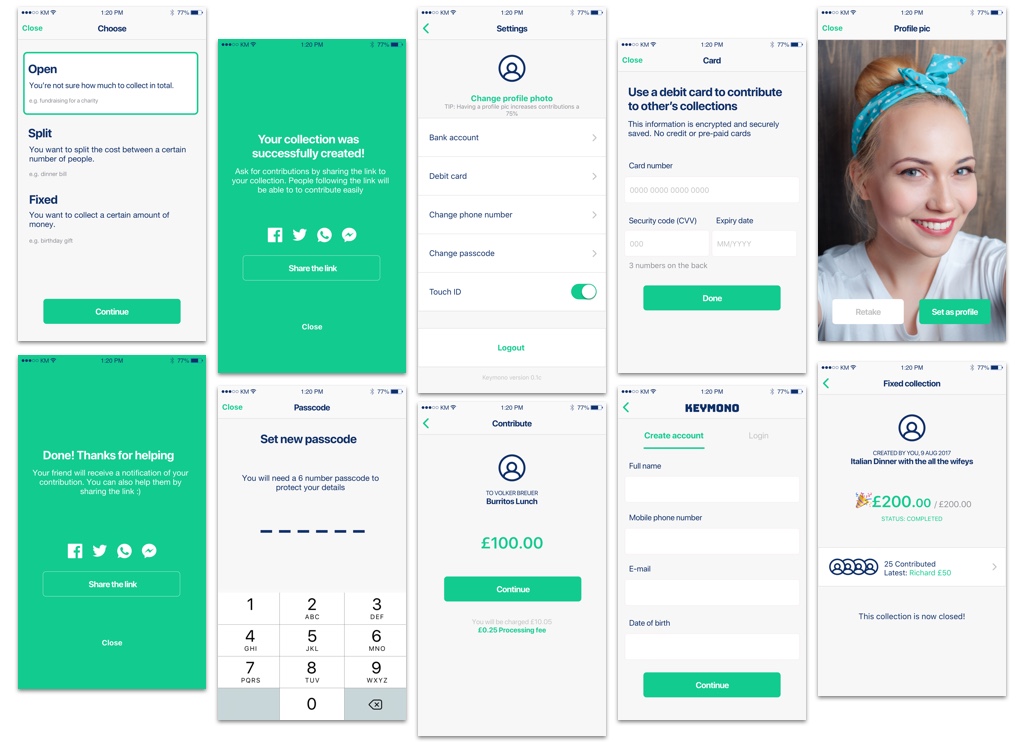 KM 1:20 PM 77%
Close Choose
Open
You're not sure how much to collect in total.
e.g. fundraising for a charity
Split
You want to split the cost between a certain
number of people.
e.g. dinner bill
Fixed
You want to collect a certain amount of
money.
e.g. birthday gift
Continue
KM 1:20 PM 77%
Your collection was
successfully created!
Ask for contributions by sharing the link to
your collection. People following the link will
be able to to contribute easily
Share the link
Close
KM 1:20 PM 77%
Settings
Change profile photo
TIP: Having a profile pic increases contributions a
75%
Bank account
Debit card
Change phone number
Change passcode
Touch ID
Logout
Keymono version 0.1c
KM 1:20 PM 77%
Close Card
Use a debit card to contribute
to other's collections
This information is encrypted and securely
saved. No credit or pre-paid cards
Card number
0000 0000 0000 0000
Security code (CVV) Expiry date
000 MM/YYYY
3 numbers on the back
Done
KM 1:20 PM 77%
Close Profile pic
Retake Set as profile
KM 1:20 PM 77%
Done! Thanks for helping
Your friend will receive a notification of your
contribution. You can also help them by
sharing the link :)
Share the link
Close
KM 1:20 PM 77%
Close Passcode
Set new passcode
You will need a 6 number passcode to
protect your details
1 2 3
ABC DEF
4 5 6
GHI JKL MNO
7 8 9
PQRS TUV WXYZ
0
KM 1:20 PM 77%
Contribute
TO VOLKER BREUER
Burritos Lunch
£100.00
Continue
You will be charged £10.05
£0.25 Processing fee
KM 1:20 PM 77%
KEYMONO
Create account Login
Full name
Mobile phone number
E-mail
Date of birth
Continue
KM 1:20 PM 77%
Fixed collection
CREATED BY YOU, 9 AUG 2017
Italian Dinner with the all the wifeys
£200.00 / £200.00
STATUS: COMPLETED
25 Contributed
Latest: Richard £50
This collection is now closed!